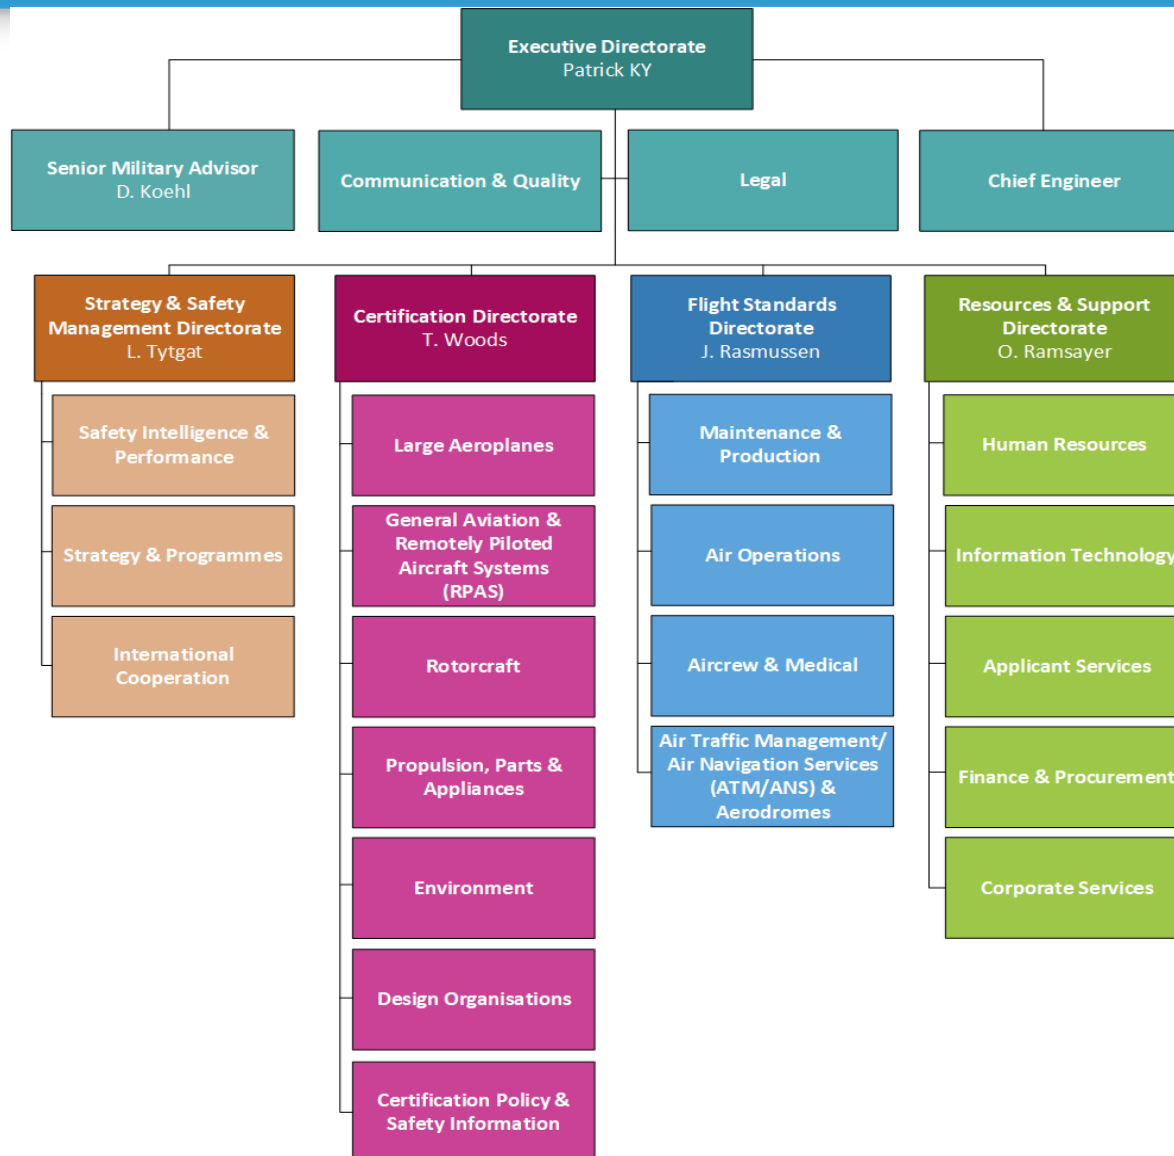 Executive Directorate
Patrick KY
Senior Military Advisor
D. Koehl
Communication & Quality
Legal
Chief Engineer
Strategy & Safety
Management Directorate
L. Tytgat
Certification Directorate
T. Woods
Flight Standards
Directorate
J. Rasmussen
Resources & Support
Directorate
O. Ramsayer
Safety Intelligence &
Performance
Strategy & Programmes
International
Cooperation
Large Aeroplanes
General Aviation &
Remotely Piloted
Aircraft Systems
(RPAS)
Rotorcraft
Propulsion, Parts &
Appliances
Environment
Design Organisations
Certification Policy &
Safety Information
Maintenance &
Production
Air Operations
Aircrew & Medical
Air Traffic Management/
Air Navigation Services
(ATM/ANS) &
Aerodromes
Human Resources
Information Technology
Applicant Services
Finance & Procurement
Corporate Services